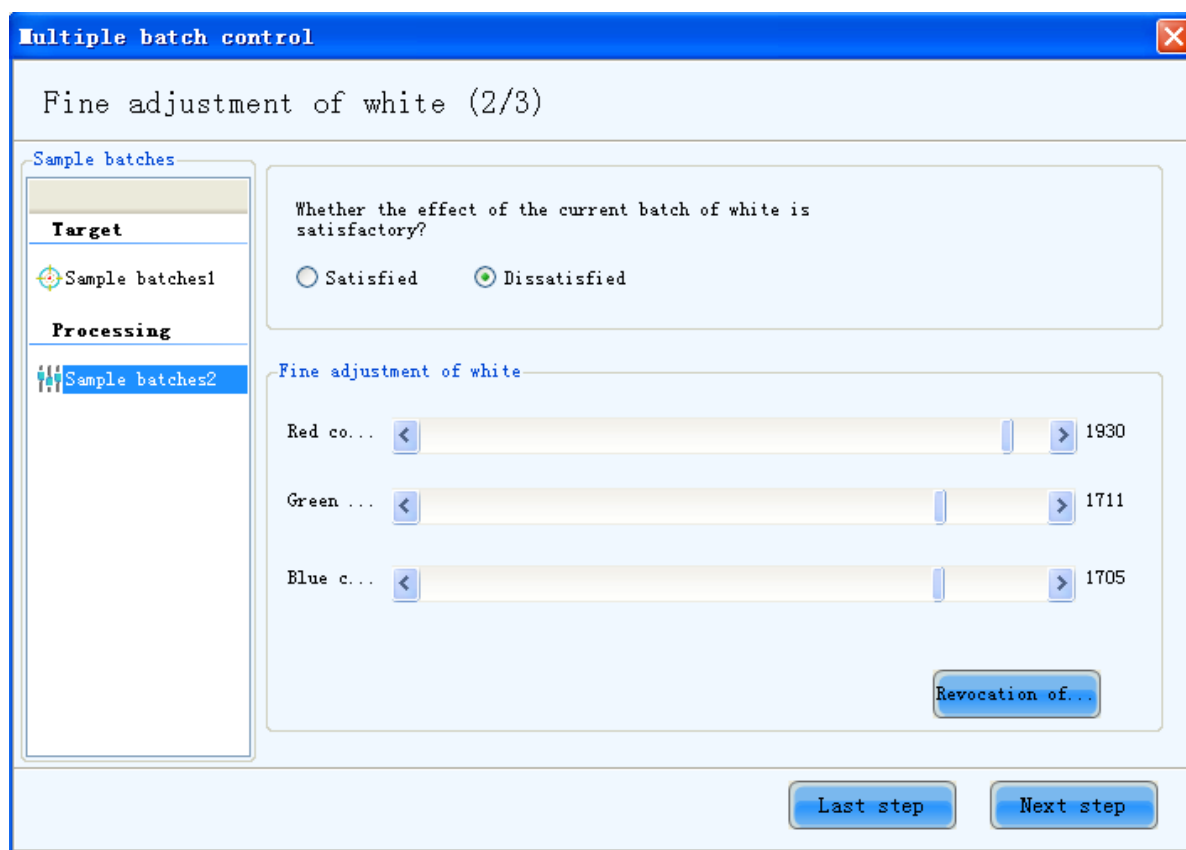 Multiple batch control
Fine adjustment of white (2/3)
Sample batches
Target
Sample batches1
Processing
Sample batches2
Whether the effect of the current batch of white is
satisfactory?
Satisfied
Dissatisfied
Fine adjustment of white
Red co...
1930
Green ...
1711
Blue c...
1705
Revocation of...
Last step
Next step